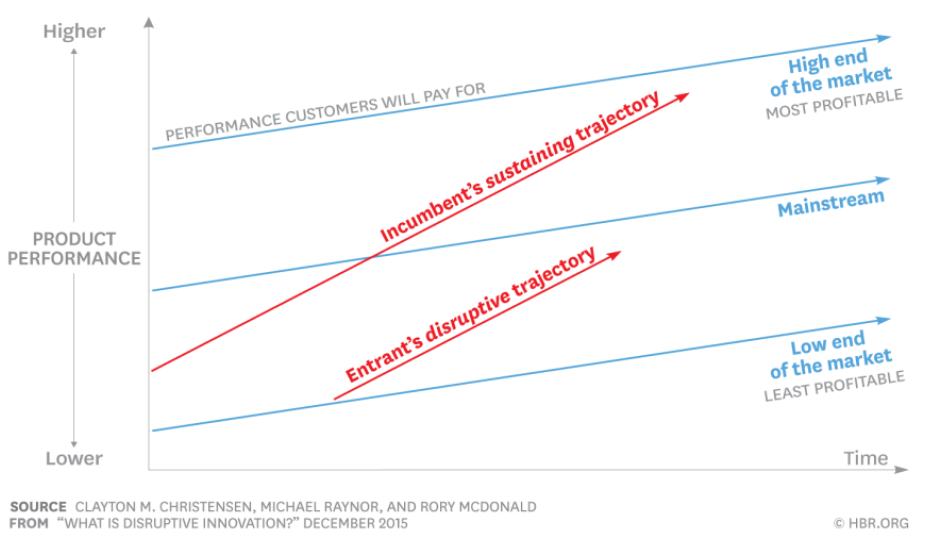 Higher
PERFORMANCE CUSTOMERS WILL PAY FOR
High end
of the market
MOST PROFITABLE
Incumbent's sustaining trajectory
Mainstream
PRODUCT
PERFORMANCE
Entrant's disruptive trajectory
Low end
of the market
LEAST PROFITABLE
Lower
Time
SOURCE CLAYTON M. CHRISTENSEN, MICHAEL RAYNOR, AND RORY MCDONALD
FROM “WHAT IS DISRUPTIVE INNOVATION?” DECEMBER 2015
© HBR.ORG